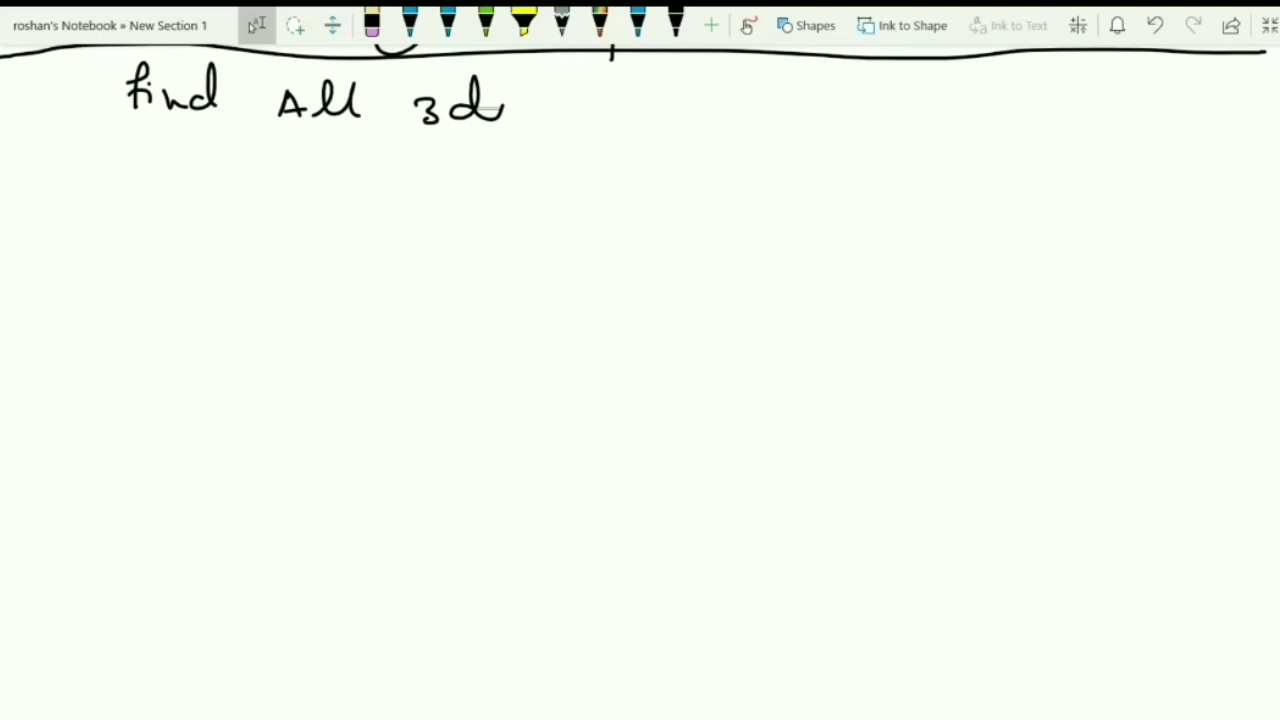 roshan's Notebook » New Section 1 Shapes Ink to Shape Ink to Text
find All 3d